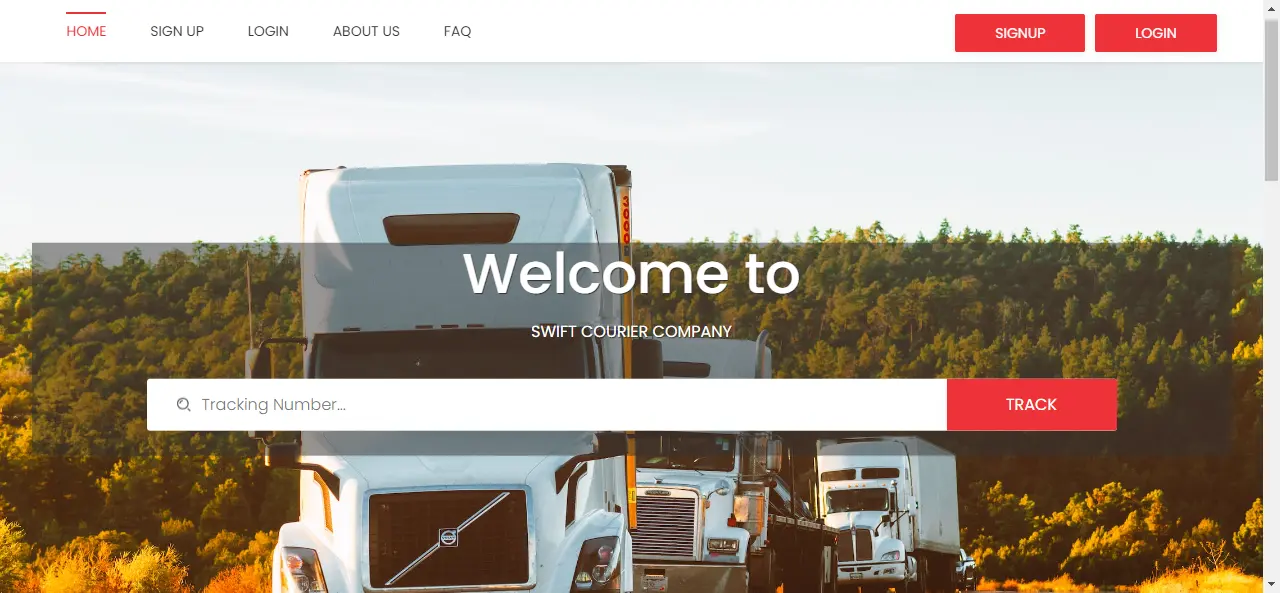 HOME SIGN UP LOGIN ABOUT US FAQ SIGNUP LOGIN
Welcome to
SWIFT COURIER COMPANY
Tracking Number... TRACK